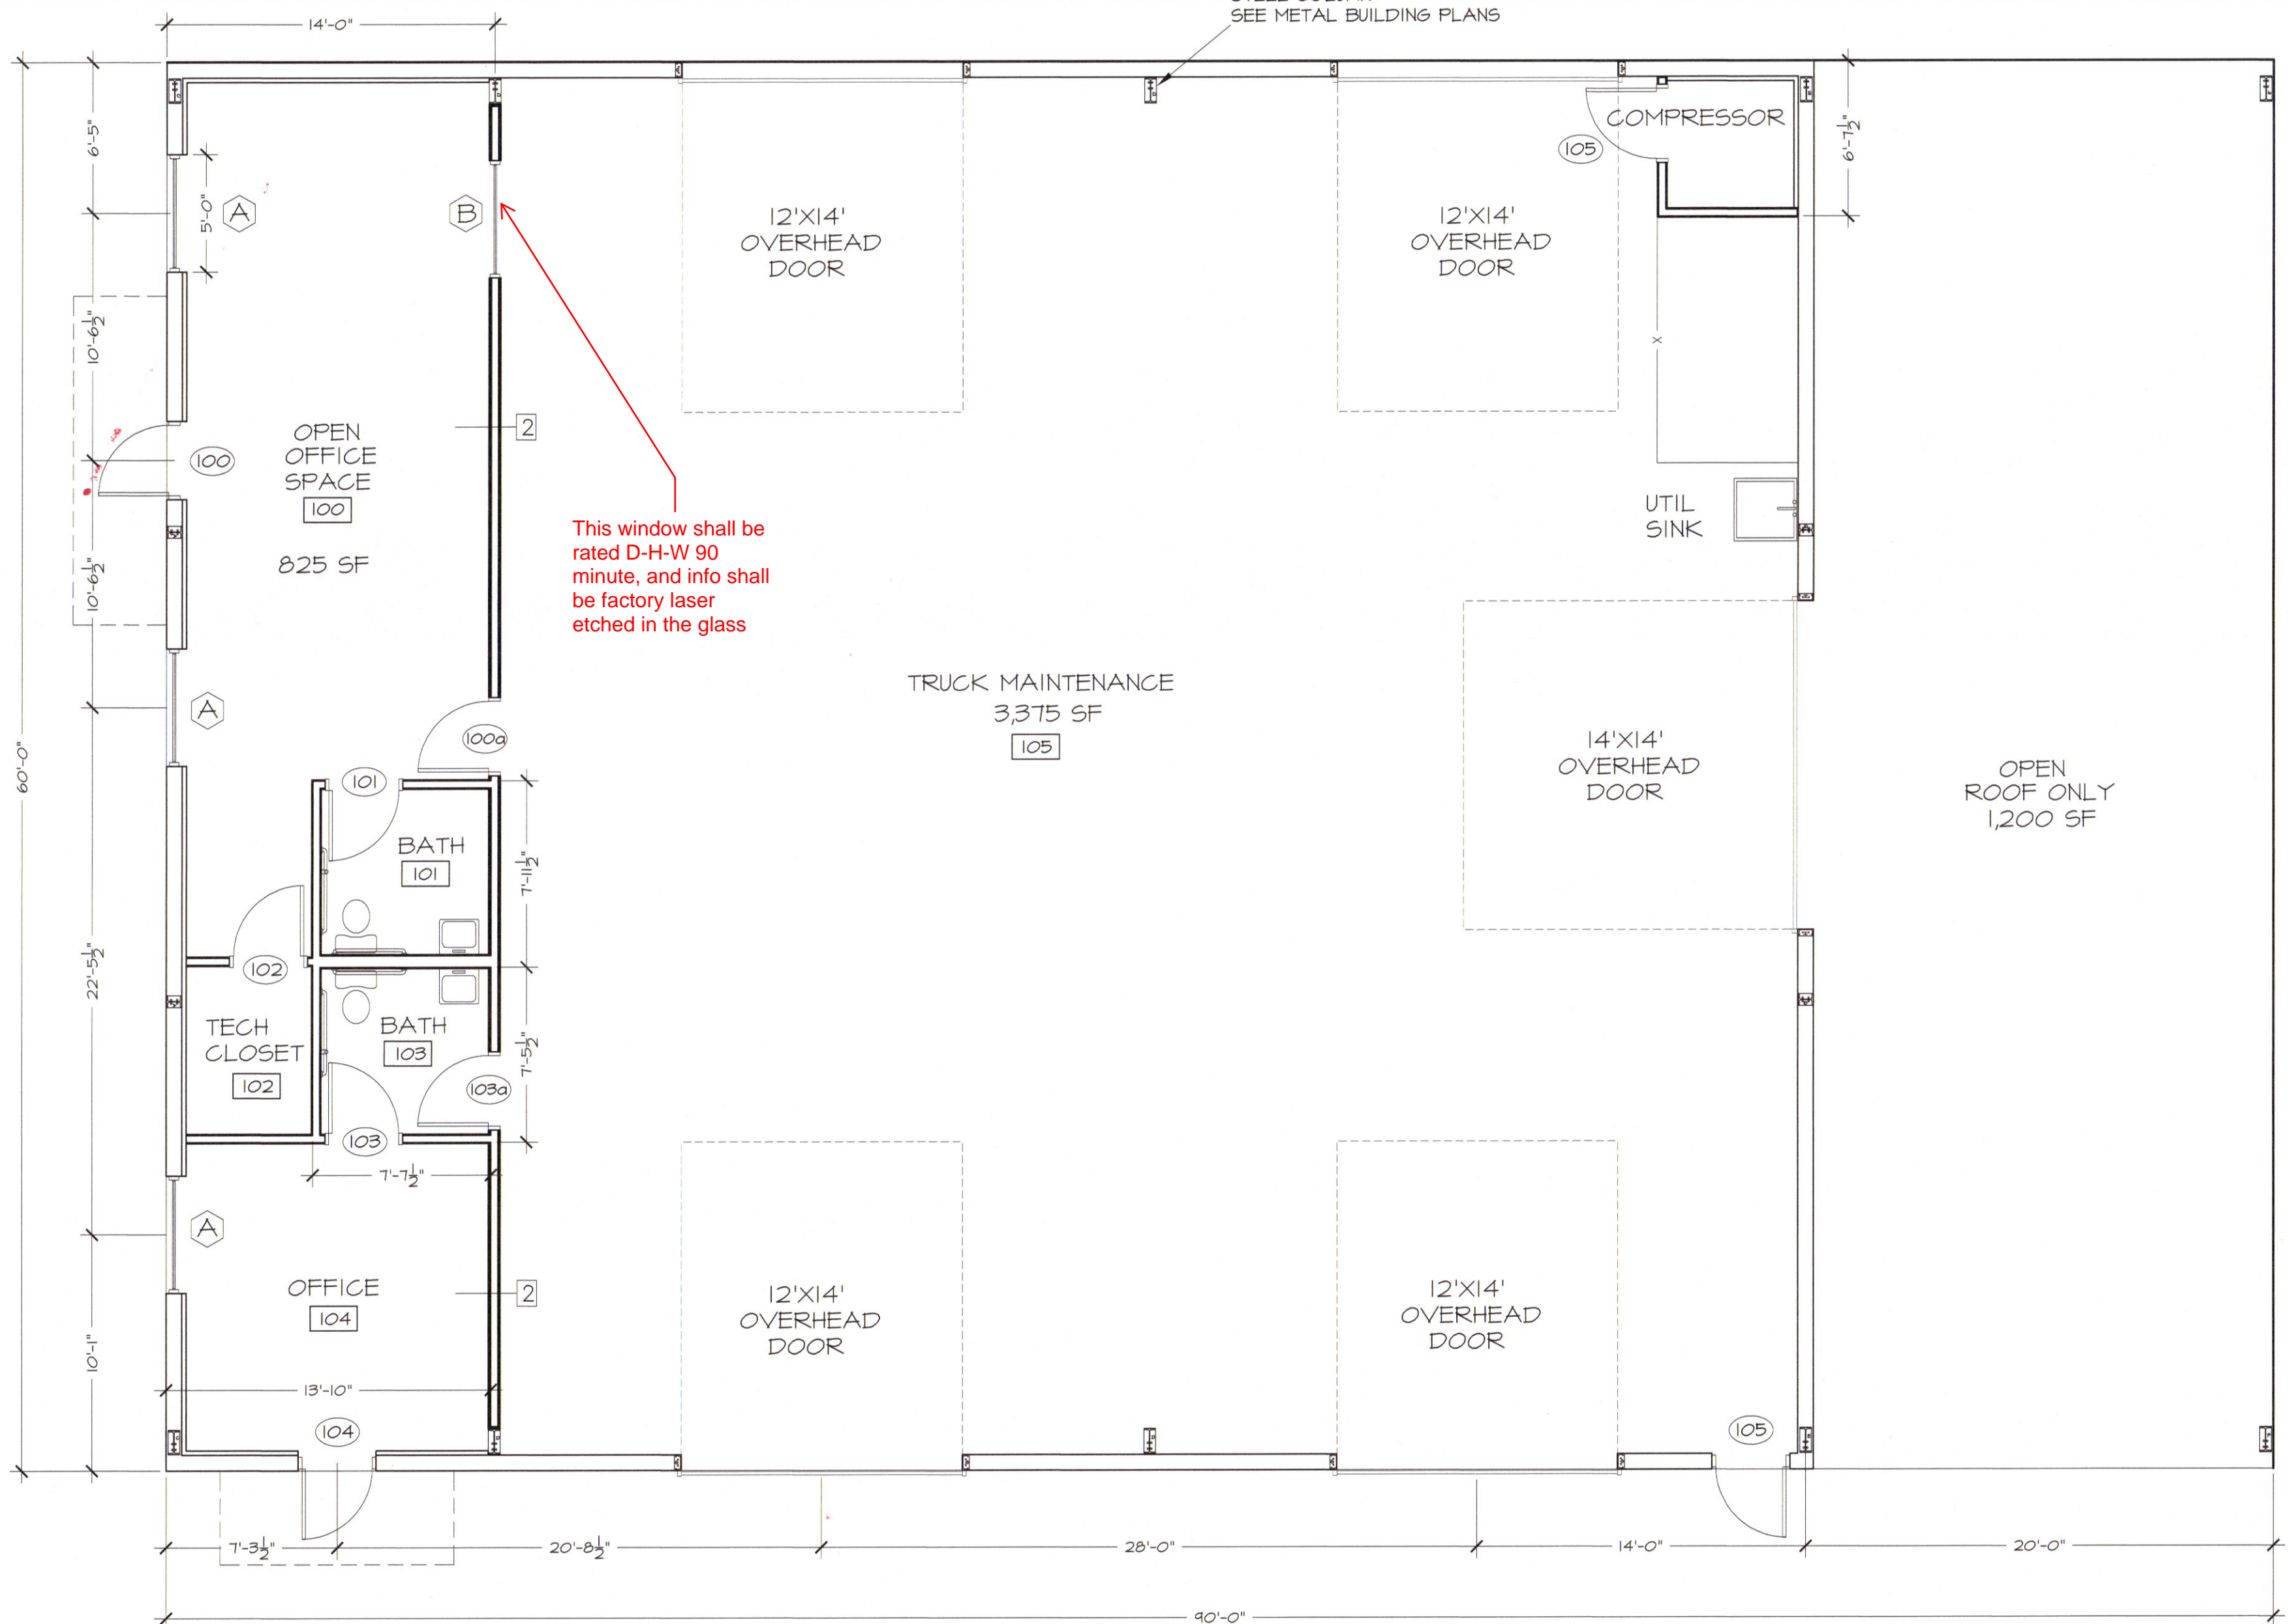 SEE METAL BUILDING PLANS
14'-0"
6'-5"
5'-0"
A
B
12'X14'
OVERHEAD
DOOR
12'X14'
OVERHEAD
DOOR
105
COMPRESSOR
6'-7½"
10'-6½"
100
OPEN
OFFICE
SPACE
100
825 SF
2
This window shall be
rated D-H-W 90
minute, and info shall
be factory laser
etched in the glass
X
UTIL
SINK
10'-6½"
60'-0"
A
100a
TRUCK MAINTENANCE
3,375 SF
105
14'X14'
OVERHEAD
DOOR
OPEN
ROOF ONLY
1,200 SF
101
BATH
101
7'-11½"
22'-5½"
102
TECH
CLOSET
102
BATH
103
103a
7'-5½"
103
7'-7½"
A
OFFICE
104
2
12'X14'
OVERHEAD
DOOR
12'X14'
OVERHEAD
DOOR
10'-1"
13'-10"
104
105
7'-3½"
20'-8½"
28'-0"
14'-0"
20'-0"
90'-0"